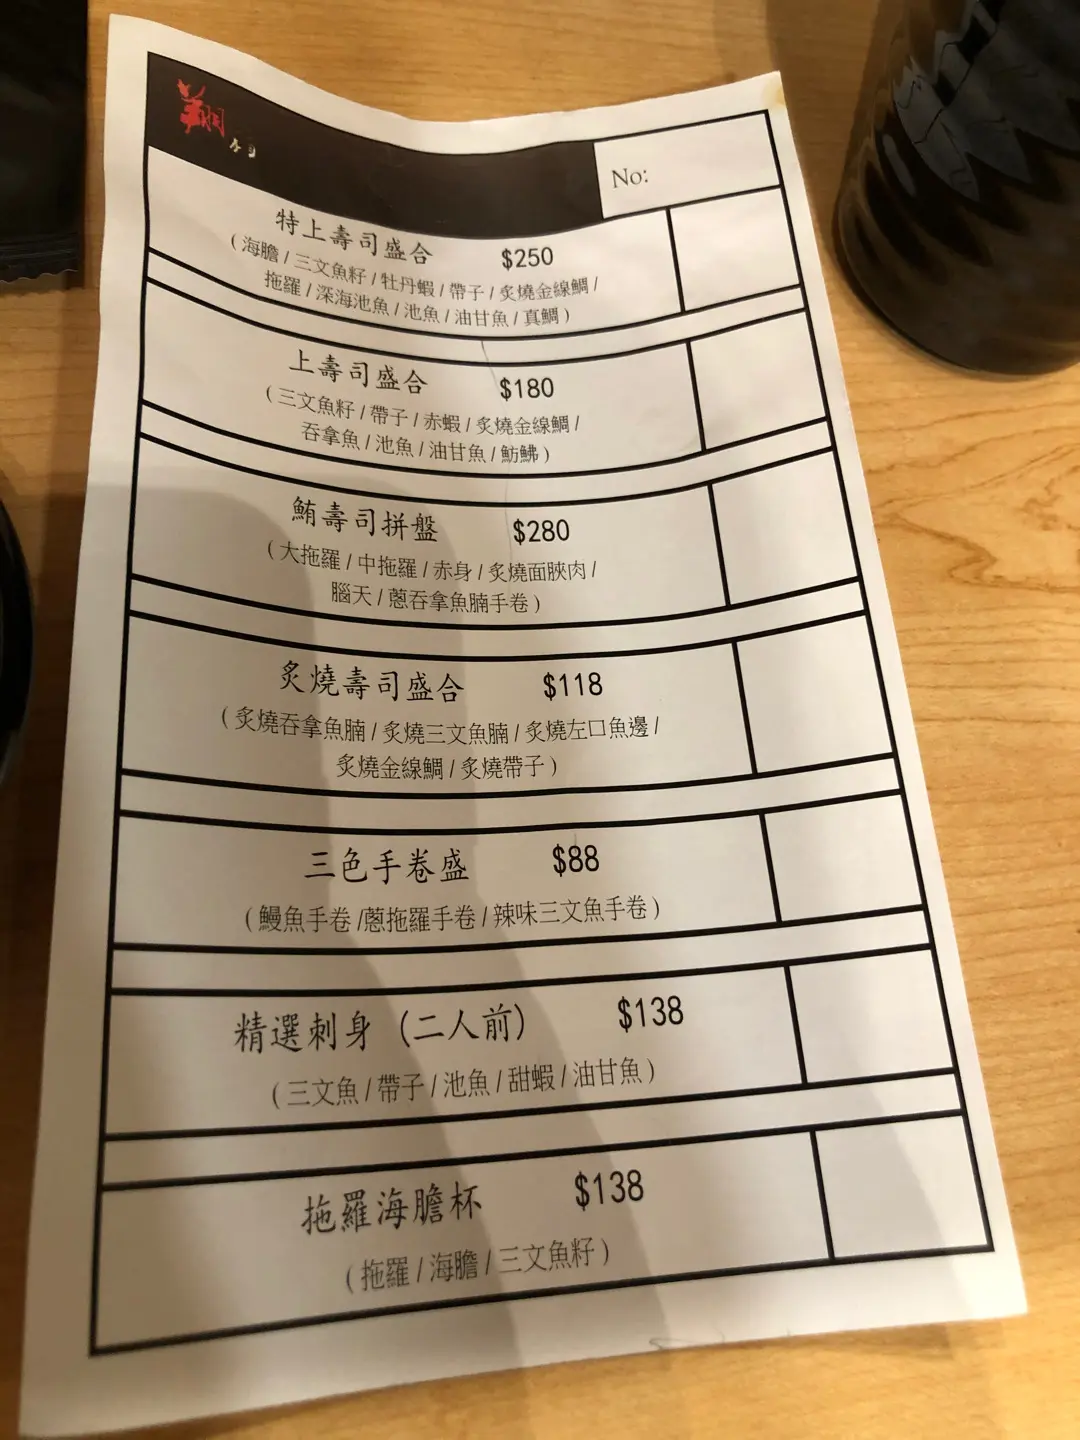 翔
No:
特上壽司盛合 $250
(海膽/三文魚籽/牡丹蝦/帶子/炙燒金線鯛/
拖羅/深海池魚/池魚/油甘魚/真鯛)
上壽司盛合 $180
(三文魚籽/帶子/赤蝦/炙燒金線鯛/
吞拿魚/池魚/油甘魚/魴鮄)
鮪壽司拼盤 $280
(大拖羅/中拖羅/赤身/炙燒面脥肉/
腦天/蔥吞拿魚腩手卷)
炙燒壽司盛合 $118
(炙燒吞拿魚腩/炙燒三文魚腩/炙燒左口魚邊/
炙燒金線鯛/炙燒帶子)
三色手卷盛 $88
(鰻魚手卷/蔥拖羅手卷/辣味三文魚手卷)
精選刺身 (二人前) $138
(三文魚/帶子/池魚/甜蝦/油甘魚)
拖羅海膽杯 $138
(拖羅/海膽/三文魚籽)